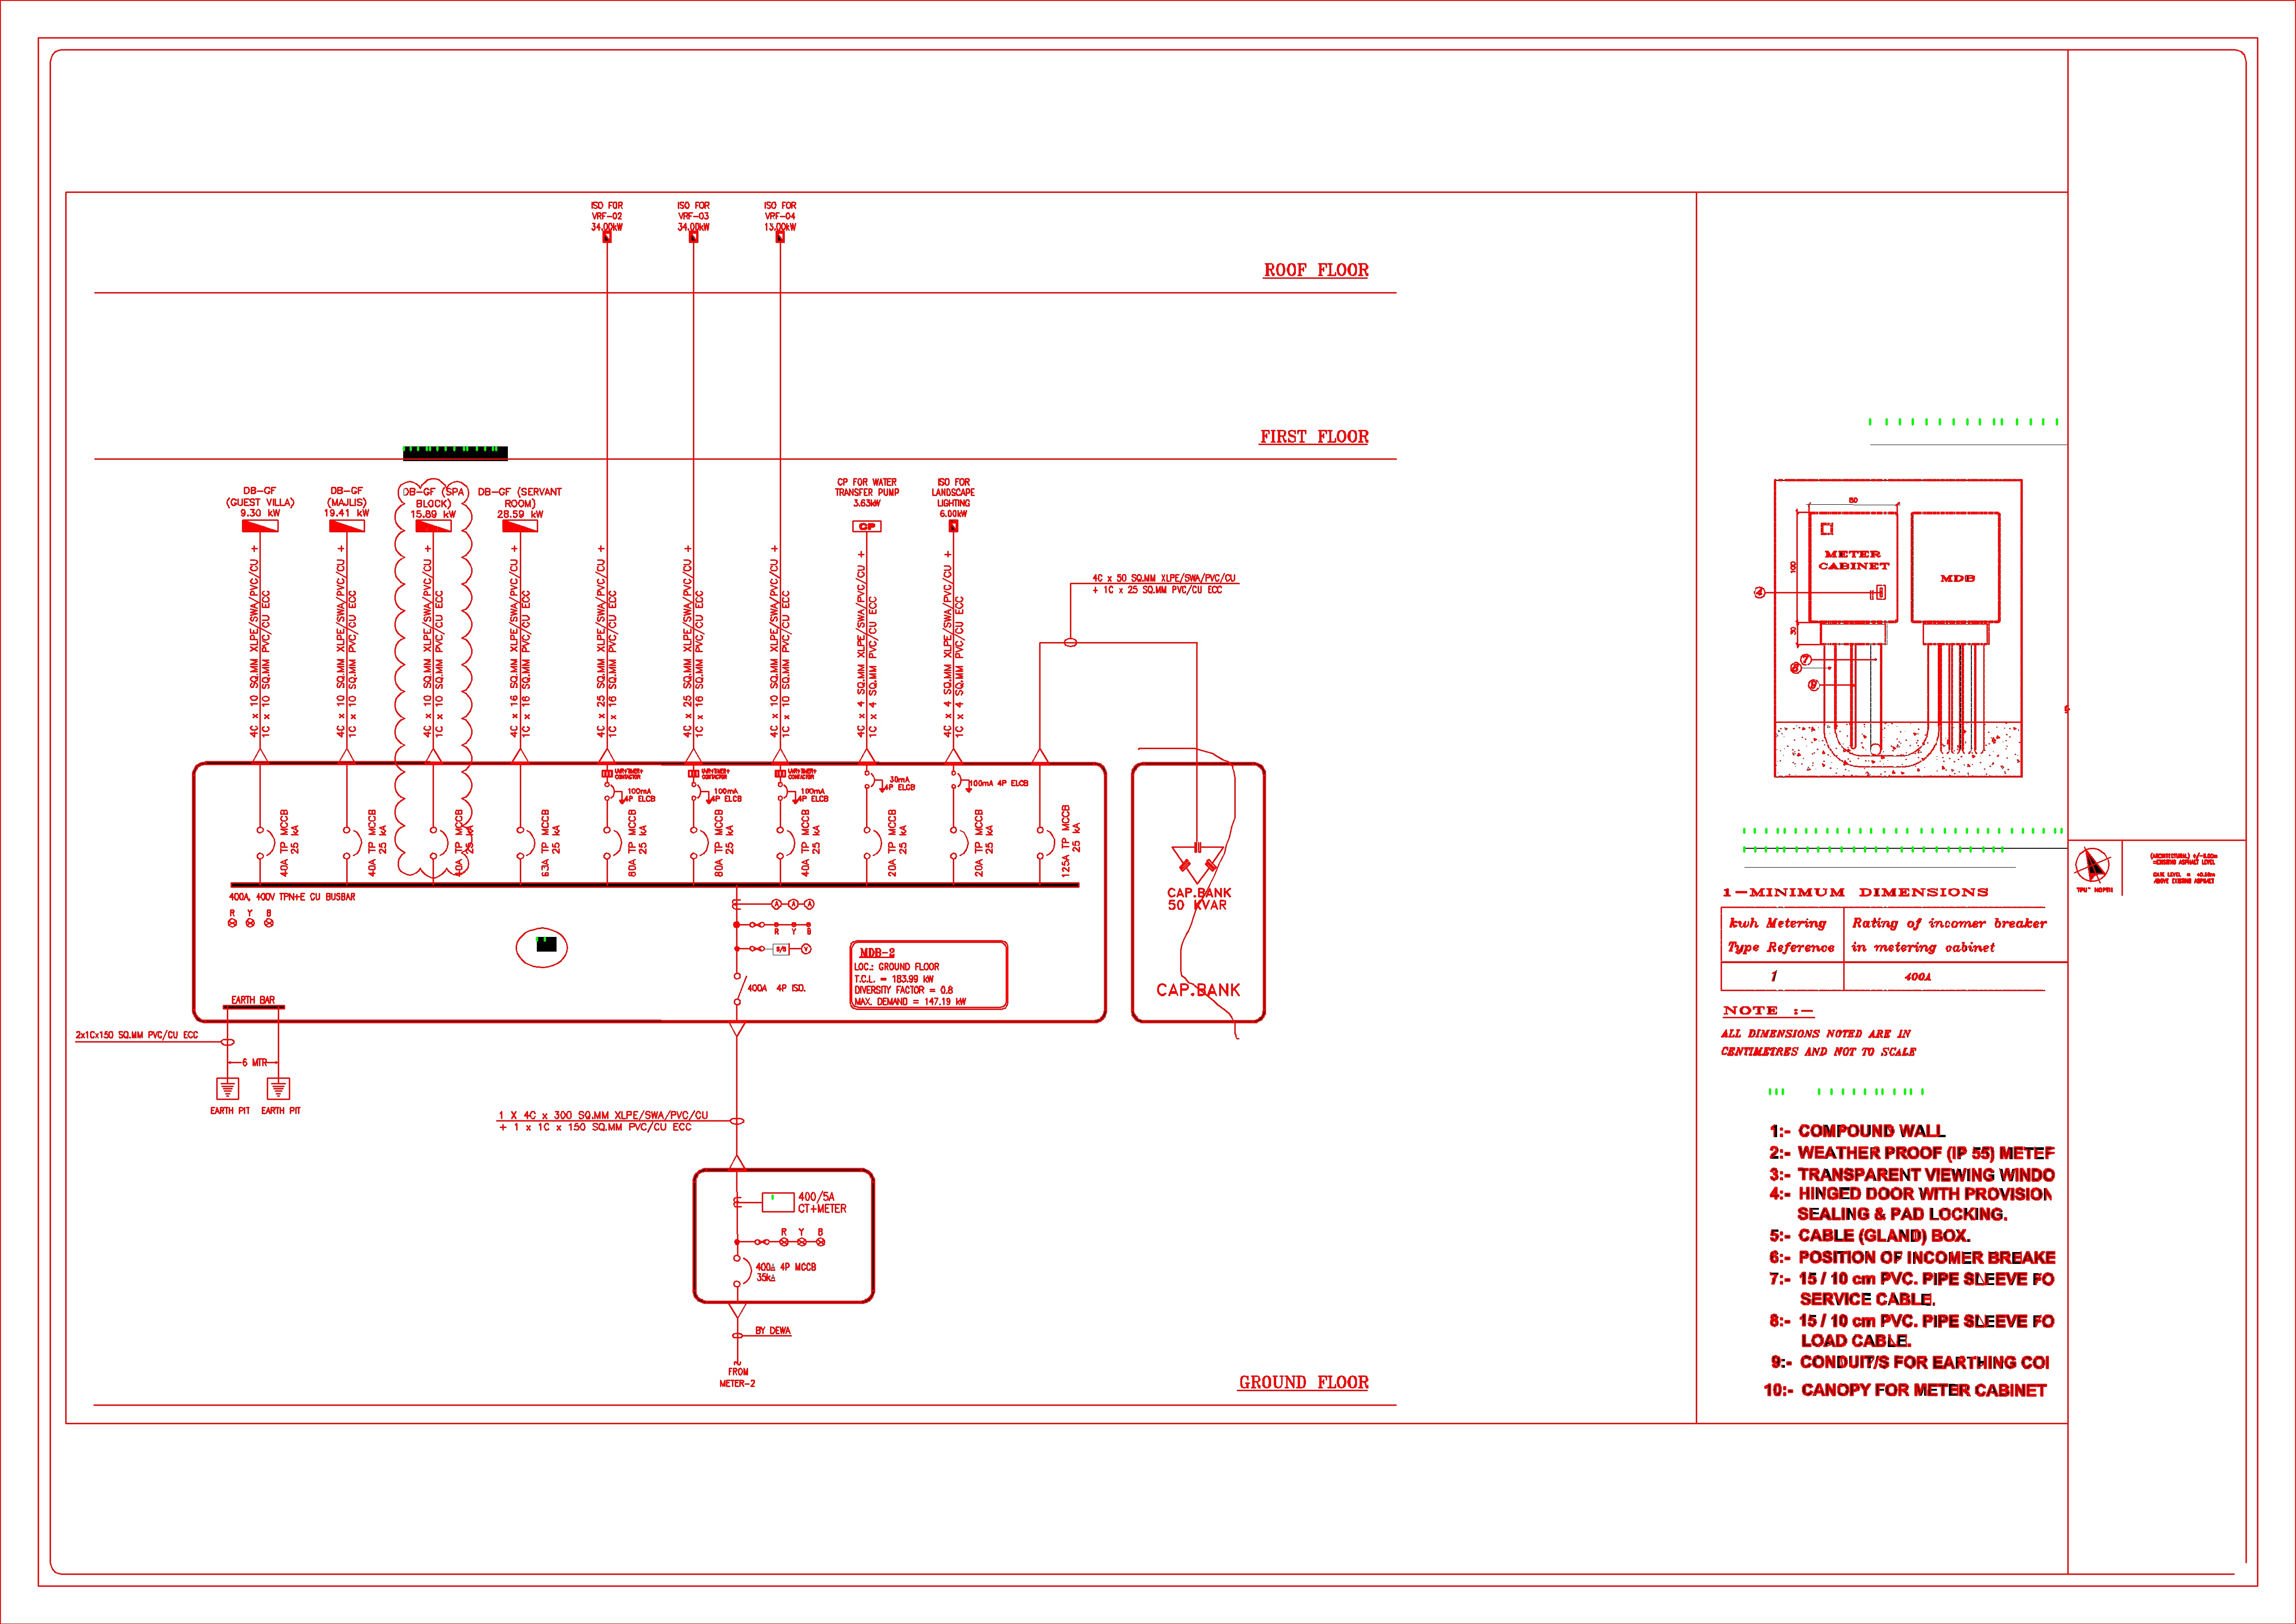 ISO FOR
VRF-02
34.00kW
ISO FOR
VRF-03
34.00kW
ISO FOR
VRF-04
13.00kW
ROOF FLOOR
FIRST FLOOR
DB-GF
(GUEST VILLA)
9.30 kW
DB-GF
(MAJLIS)
19.41 kW
DB-GF (SPA
BLOCK)
15.89 kW
DB-GF (SERVANT
ROOM)
28.59 kW
CP FOR WATER
TRANSFER PUMP
3.63kW
CP
ISO FOR
LANDSCAPE
LIGHTING
6.00kW
4C x 10 SQ.MM XLPE/SWA/PVC/CU +
1C x 10 SQ.MM PVC/CU ECC
4C x 10 SQ.MM XLPE/SWA/PVC/CU +
1C x 10 SQ.MM PVC/CU ECC
4C x 10 SQ.MM XLPE/SWA/PVC/CU +
1C x 10 SQ.MM PVC/CU ECC
4C x 16 SQ.MM XLPE/SWA/PVC/CU +
1C x 16 SQ.MM PVC/CU ECC
4C x 25 SQ.MM XLPE/SWA/PVC/CU +
1C x 16 SQ.MM PVC/CU ECC
4C x 25 SQ.MM XLPE/SWA/PVC/CU +
1C x 16 SQ.MM PVC/CU ECC
4C x 10 SQ.MM XLPE/SWA/PVC/CU +
1C x 10 SQ.MM PVC/CU ECC
4C x 4 SQ.MM XLPE/SWA/PVC/CU +
1C x 4 SQ.MM PVC/CU ECC
4C x 4 SQ.MM XLPE/SWA/PVC/CU +
1C x 4 SQ.MM PVC/CU ECC
4C x 50 SQ.MM XLPE/SWA/PVC/CU
+ 1C x 25 SQ.MM PVC/CU ECC
CONTACTOR
100mA
4P ELCB
CONTACTOR
100mA
4P ELCB
CONTACTOR
100mA
4P ELCB
30mA
4P ELCB
100mA 4P ELCB
40A TP MCCB
25 kA
40A TP MCCB
25 kA
40A TP MCCB
25 kA
63A TP MCCB
25 kA
80A TP MCCB
25 kA
80A TP MCCB
25 kA
40A TP MCCB
25 kA
20A TP MCCB
25 kA
20A TP MCCB
25 kA
125A TP MCCB
25 kA
CAP.BANK
50 KVAR
CAP.BANK
400A, 400V TPN+E CU BUSBAR
R Y B
A A A
R Y B
S/S V
400A 4P ISO.
MDB-2
LOC.: GROUND FLOOR
T.C.L. = 183.99 kW
DIVERSITY FACTOR = 0.8
MAX. DEMAND = 147.19 kW
EARTH BAR
2x1Cx150 SQ.MM PVC/CU ECC
6 MTR
EARTH PIT EARTH PIT
1 X 4C x 300 SQ.MM XLPE/SWA/PVC/CU
+ 1 x 1C x 150 SQ.MM PVC/CU ECC
400/5A
CT+METER
R Y B
400A 4P MCCB
35kA
BY DEWA
FROM
METER-2
GROUND FLOOR
60
100
30
METER
CABINET
MDB
4
7
8
9
1-MINIMUM DIMENSIONS
kwh Metering
Type Reference
Rating of incomer breaker
in metering cabinet
1
400A
NOTE :-
ALL DIMENSIONS NOTED ARE IN
CENTIMETRES AND NOT TO SCALE
1:- COMPOUND WALL
2:- WEATHER PROOF (IP 55) METER
3:- TRANSPARENT VIEWING WINDO
4:- HINGED DOOR WITH PROVISION
SEALING & PAD LOCKING.
5:- CABLE (GLAND) BOX.
6:- POSITION OF INCOMER BREAKE
7:- 15 / 10 cm PVC. PIPE SLEEVE FO
SERVICE CABLE.
8:- 15 / 10 cm PVC. PIPE SLEEVE FO
LOAD CABLE.
9:- CONDUIT/S FOR EARTHING CO
10:- CANOPY FOR METER CABINET